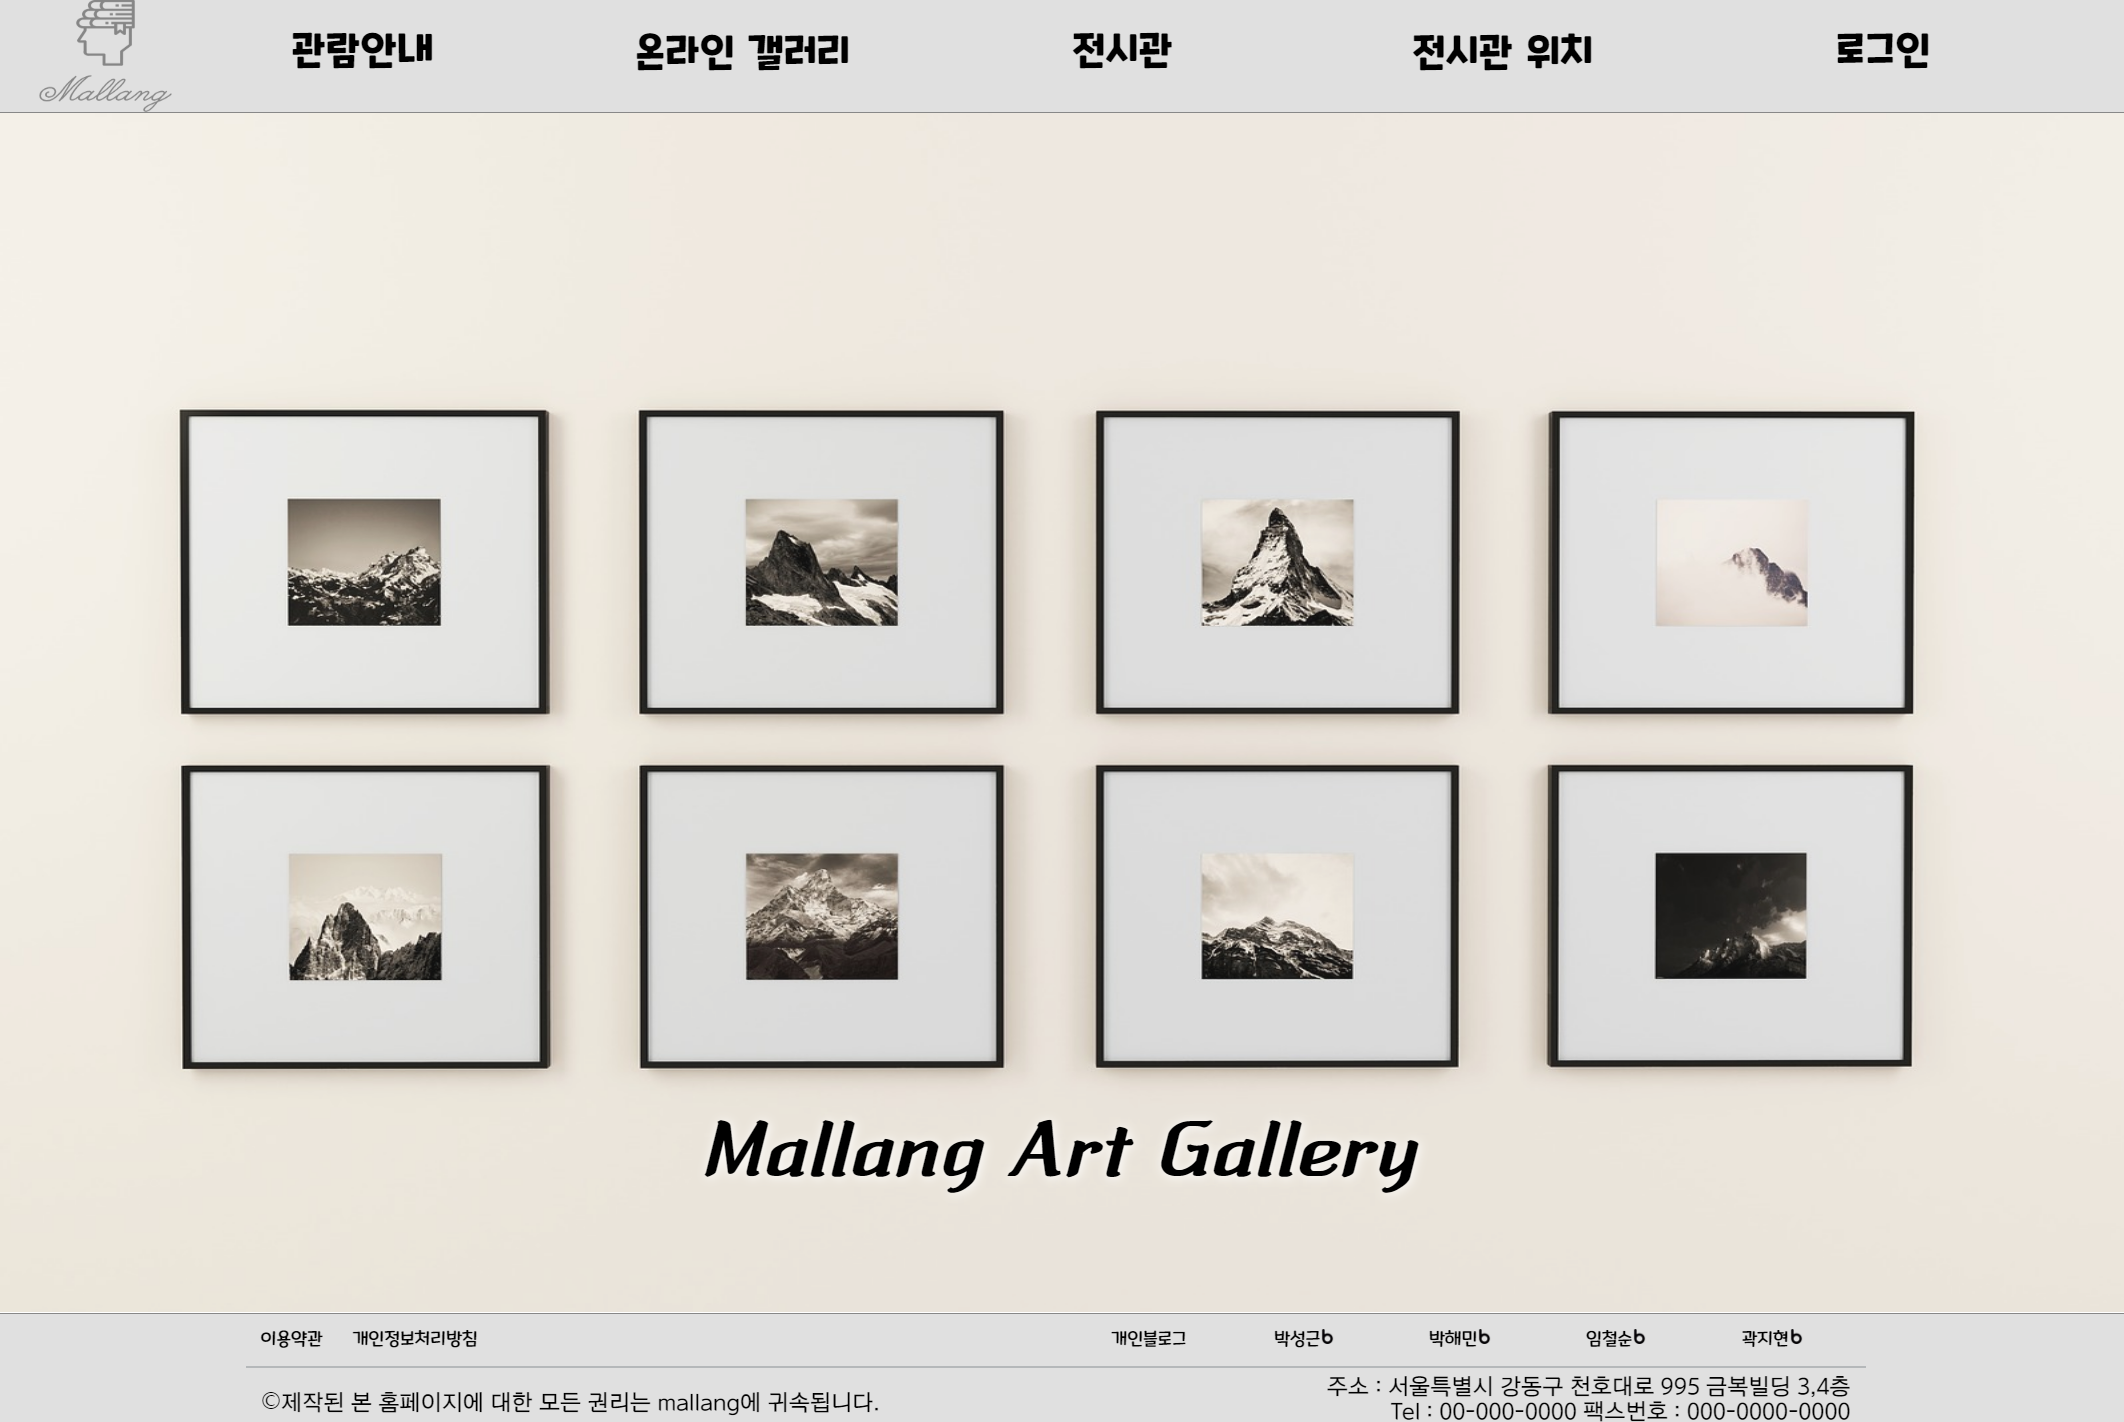 Mallang
관람안내 온라인 갤러리 전시관 전시관 위치 로그인
Mallang Art Gallery
이용약관 개인정보처리방침 개인블로그 박성근b 박해민b 임철순b 곽지현b
©제작된 본 홈페이지에 대한 모든 권리는 mallang에 귀속됩니다.
주소 : 서울특별시 강동구 천호대로 995 금복빌딩 3,4층
Tel : 00-000-0000 팩스번호 : 000-0000-0000